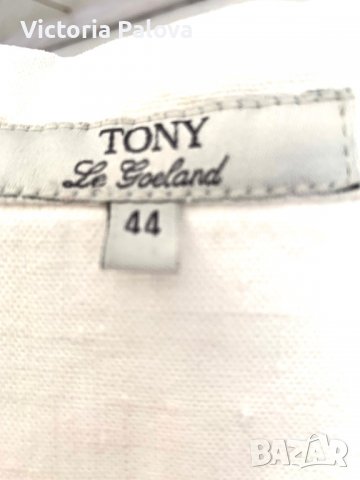 Victoria Palova
TONY
Le Goeland
44
BAZAR